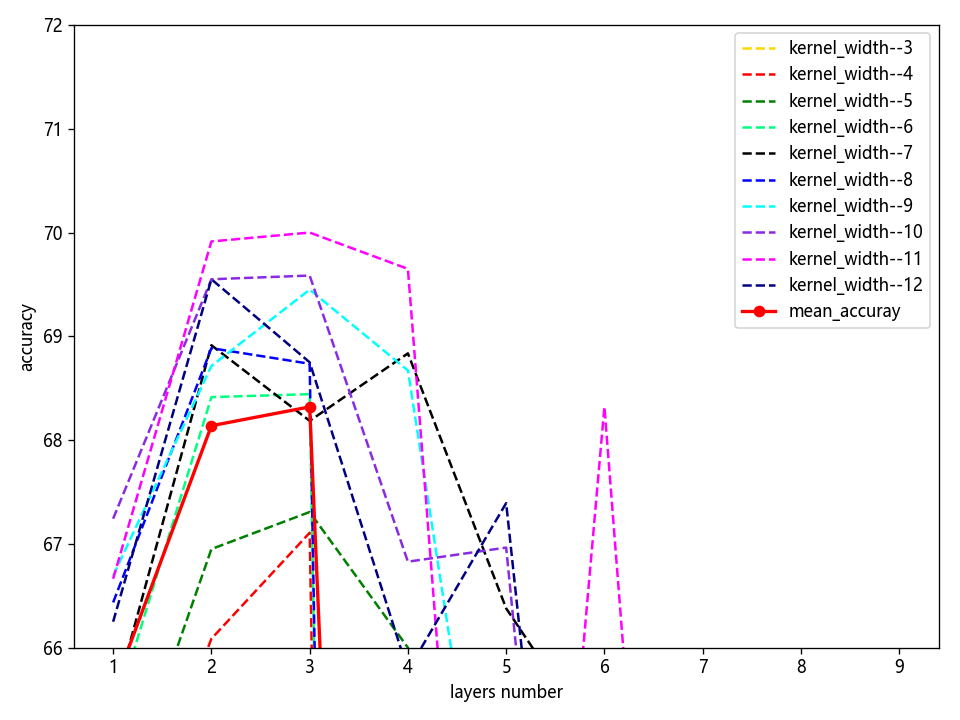 72
71
70
69
68
67
66
accuracy
1 2 3 4 5 6 7 8 9
layers number
kernel_width--3
kernel_width--4
kernel_width--5
kernel_width--6
kernel_width--7
kernel_width--8
kernel_width--9
kernel_width--10
kernel_width--11
kernel_width--12
mean_accuray